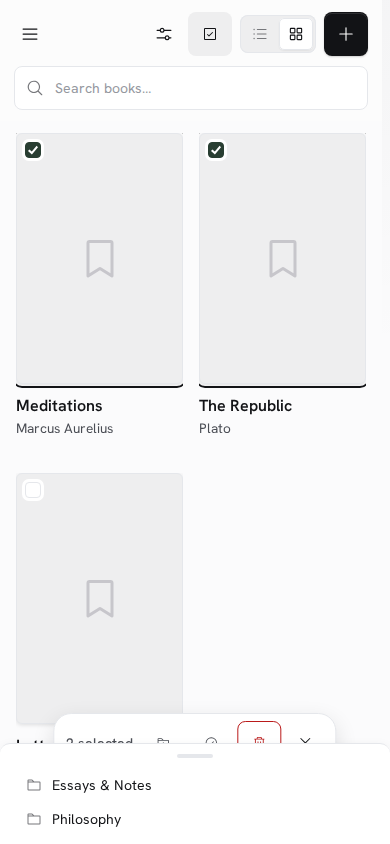 Search books...
Meditations
Marcus Aurelius
The Republic
Plato
2 selected
Essays & Notes
Philosophy